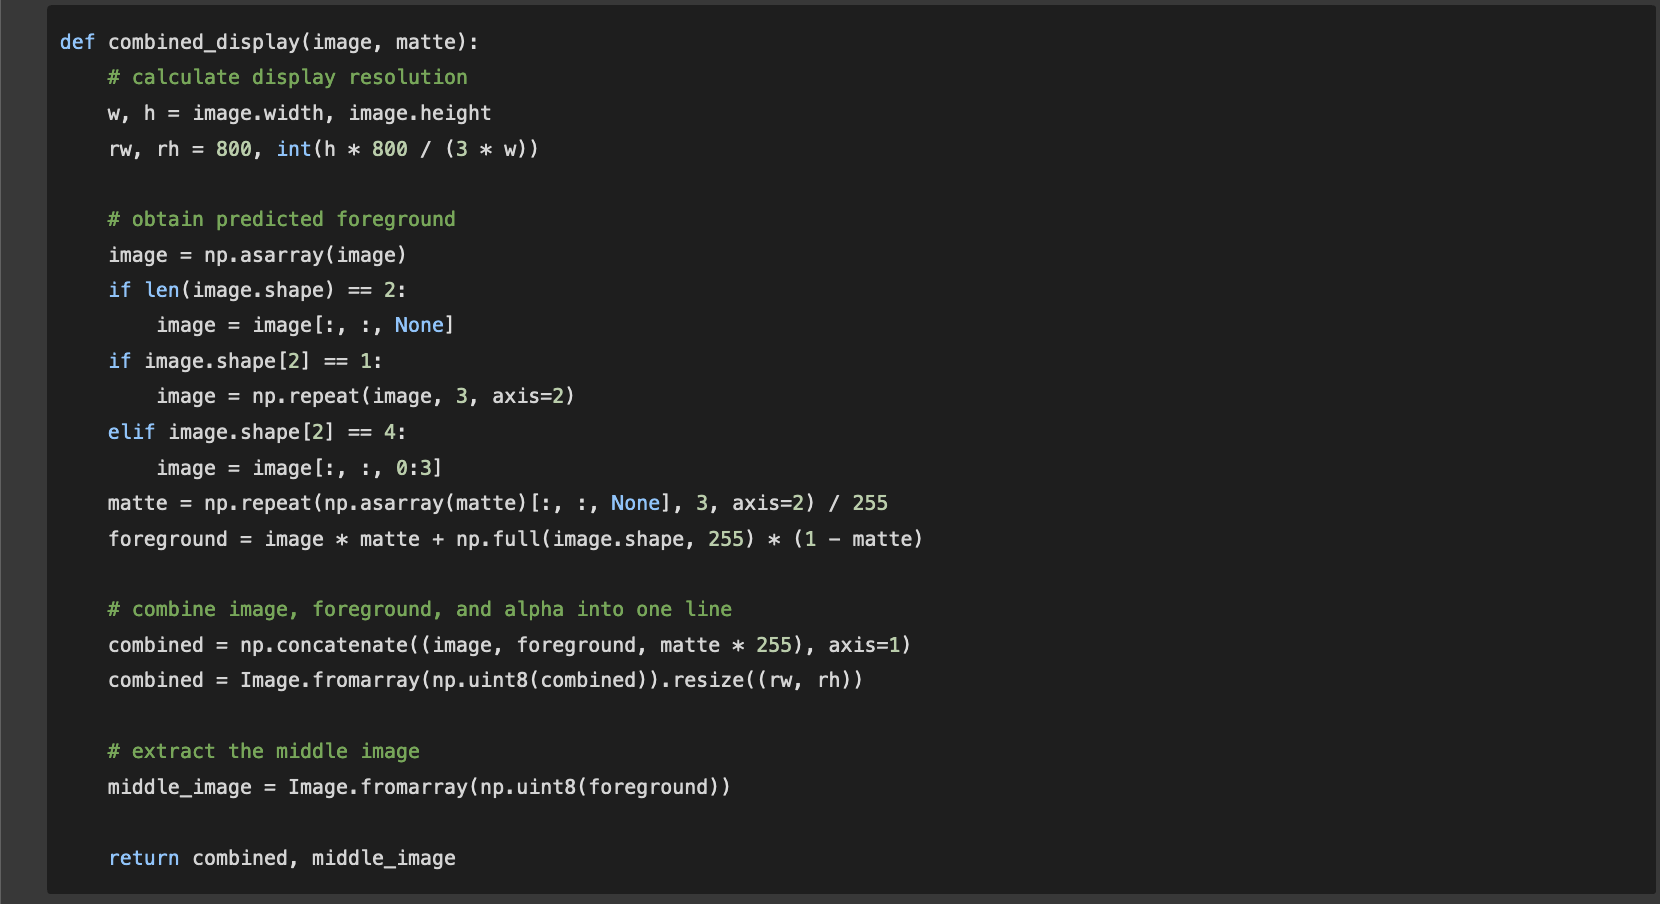 def combined_display(image, matte):
    # calculate display resolution
    w, h = image.width, image.height
    rw, rh = 800, int(h * 800 / (3 * w))

    # obtain predicted foreground
    image = np.asarray(image)
    if len(image.shape) == 2:
        image = image[:, :, None]
    if image.shape[2] == 1:
        image = np.repeat(image, 3, axis=2)
    elif image.shape[2] == 4:
        image = image[:, :, 0:3]
    matte = np.repeat(np.asarray(matte)[:, :, None], 3, axis=2) / 255
    foreground = image * matte + np.full(image.shape, 255) * (1 - matte)

    # combine image, foreground, and alpha into one line
    combined = np.concatenate((image, foreground, matte * 255), axis=1)
    combined = Image.fromarray(np.uint8(combined)).resize((rw, rh))

    # extract the middle image
    middle_image = Image.fromarray(np.uint8(foreground))

    return combined, middle_image